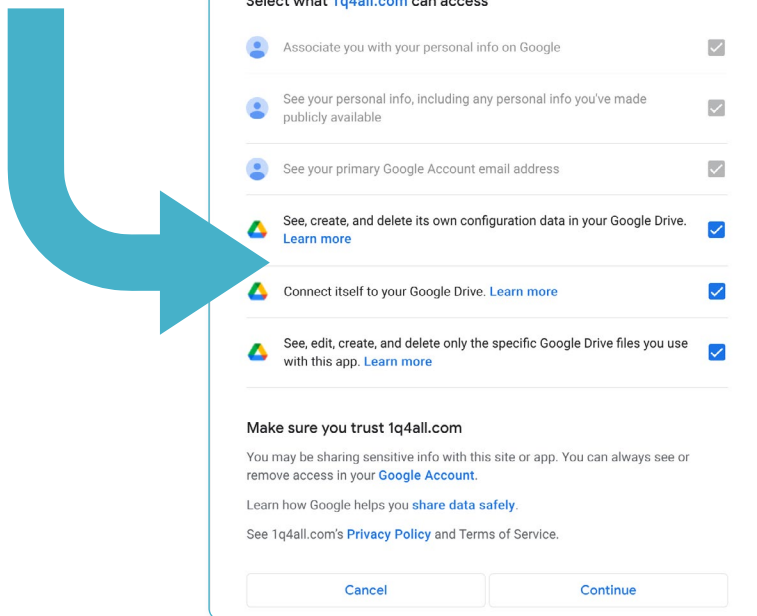 Select what 1q4all.com can access
Associate you with your personal info on Google
See your personal info, including any personal info you've made
publicly available
See your primary Google Account email address
See, create, and delete its own configuration data in your Google Drive.
Learn more
Connect itself to your Google Drive. Learn more
See, edit, create, and delete only the specific Google Drive files you use
with this app. Learn more
Make sure you trust 1q4all.com
You may be sharing sensitive info with this site or app. You can always see or
remove access in your Google Account.
Learn how Google helps you share data safely.
See 1q4all.com's Privacy Policy and Terms of Service.
Cancel
Continue